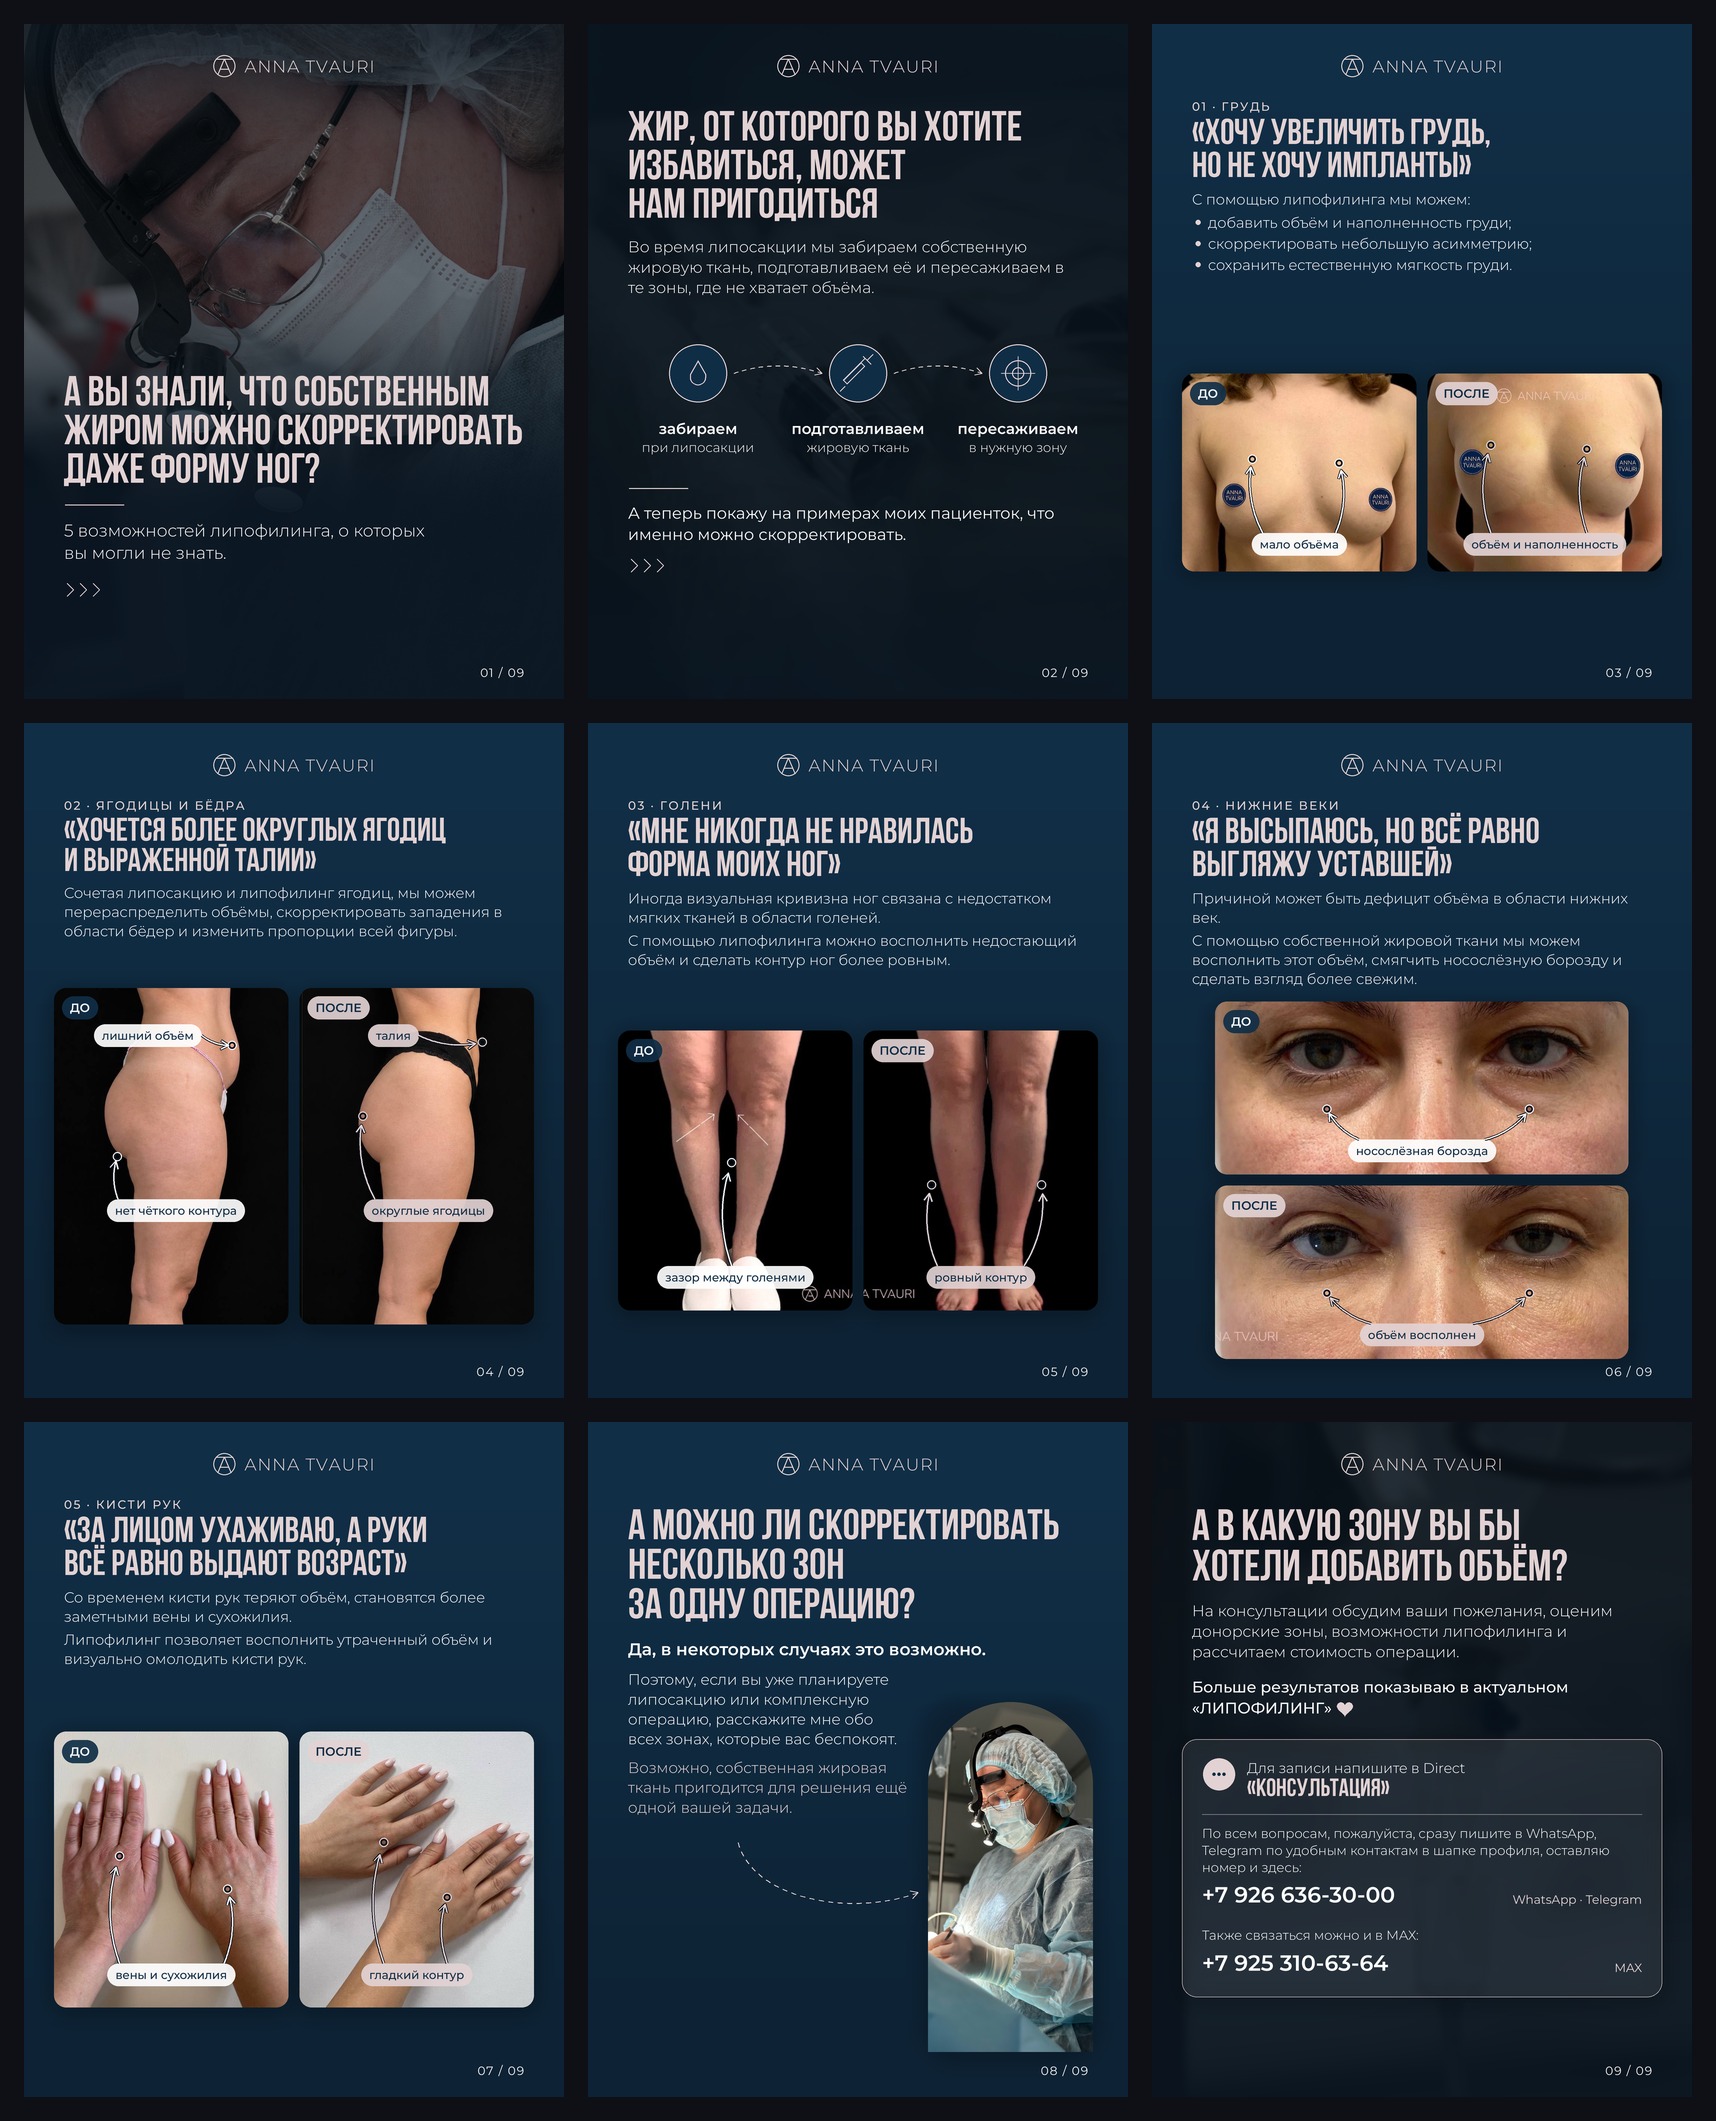 ANNA TVAURI
А ВЫ ЗНАЛИ, ЧТО СОБСТВЕННЫМ
ЖИРОМ МОЖНО СКОРРЕКТИРОВАТЬ
ДАЖЕ ФОРМУ НОГ?
5 возможностей липофилинга, о которых
вы могли не знать.
01 / 09
ANNA TVAURI
ЖИР, ОТ КОТОРОГО ВЫ ХОТИТЕ
ИЗБАВИТЬСЯ, МОЖЕТ
НАМ ПРИГОДИТЬСЯ
Во время липосакции мы забираем собственную
жировую ткань, подготавливаем её и пересаживаем в
те зоны, где не хватает объёма.
забираем
при липосакции
подготавливаем
жировую ткань
пересаживаем
в нужную зону
А теперь покажу на примерах моих пациенток, что
именно можно скорректировать.
02 / 09
ANNA TVAURI
01 · ГРУДЬ
«ХОЧУ УВЕЛИЧИТЬ ГРУДЬ,
НО НЕ ХОЧУ ИМПЛАНТЫ»
С помощью липофилинга мы можем:
• добавить объём и наполненность груди;
• скорректировать небольшую асимметрию;
• сохранить естественную мягкость груди.
ДО
ANNA
TVAURI
ANNA
TVAURI
мало объёма
ПОСЛЕ
ANNA TVAU
ANNA
TVAURI
ANNA
TVAURI
объём и наполненность
03 / 09
ANNA TVAURI
02 · ЯГОДИЦЫ И БЁДРА
«ХОЧЕТСЯ БОЛЕЕ ОКРУГЛЫХ ЯГОДИЦ
И ВЫРАЖЕННОЙ ТАЛИИ»
Сочетая липосакцию и липофилинг ягодиц, мы можем
перераспределить объёмы, скорректировать западения в
области бёдер и изменить пропорции всей фигуры.
ДО
лишний объём
нет чёткого контура
ПОСЛЕ
талия
округлые ягодицы
04 / 09
ANNA TVAURI
03 · ГОЛЕНИ
«МНЕ НИКОГДА НЕ НРАВИЛАСЬ
ФОРМА МОИХ НОГ»
Иногда визуальная кривизна ног связана с недостатком
мягких тканей в области голеней.
С помощью липофилинга можно восполнить недостающий
объём и сделать контур ног более ровным.
ДО
зазор между голенями
ANNA
ПОСЛЕ
ровный контур
A TVAURI
05 / 09
ANNA TVAURI
04 · НИЖНИЕ ВЕКИ
«Я ВЫСЫПАЮСЬ, НО ВСЁ РАВНО
ВЫГЛЯЖУ УСТАВШЕЙ»
Причиной может быть дефицит объёма в области нижних
век.
С помощью собственной жировой ткани мы можем
восполнить этот объём, смягчить носослёзную борозду и
сделать взгляд более свежим.
ДО
носослёзная борозда
ПОСЛЕ
объём восполнен
NA TVAURI
06 / 09
ANNA TVAURI
05 · КИСТИ РУК
«ЗА ЛИЦОМ УХАЖИВАЮ, А РУКИ
ВСЁ РАВНО ВЫДАЮТ ВОЗРАСТ»
Со временем кисти рук теряют объём, становятся более
заметными вены и сухожилия.
Липофилинг позволяет восполнить утраченный объём и
визуально омолодить кисти рук.
ДО
вены и сухожилия
ПОСЛЕ
гладкий контур
07 / 09
ANNA TVAURI
А МОЖНО ЛИ СКОРРЕКТИРОВАТЬ
НЕСКОЛЬКО ЗОН
ЗА ОДНУ ОПЕРАЦИЮ?
Да, в некоторых случаях это возможно.
Поэтому, если вы уже планируете
липосакцию или комплексную
операцию, расскажите мне обо
всех зонах, которые вас беспокоят.
Возможно, собственная жировая
ткань пригодится для решения ещё
одной вашей задачи.
08 / 09
ANNA TVAURI
А В КАКУЮ ЗОНУ ВЫ БЫ
ХОТЕЛИ ДОБАВИТЬ ОБЪЁМ?
На консультации обсудим ваши пожелания, оценим
донорские зоны, возможности липофилинга и
рассчитаем стоимость операции.
Больше результатов показываю в актуальном
«ЛИПОФИЛИНГ»
Для записи напишите в Direct
«КОНСУЛЬТАЦИЯ»
По всем вопросам, пожалуйста, сразу пишите в WhatsApp,
Telegram по удобным контактам в шапке профиля, оставляю
номер и здесь:
+7 926 636-30-00
WhatsApp · Telegram
Также связаться можно и в MAX:
+7 925 310-63-64
MAX
09 / 09